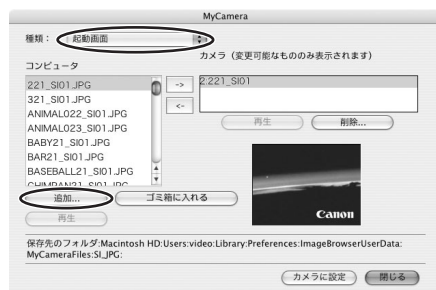 MyCamera
種類： 起動画面
コンピュータ
カメラ（変更可能なもののみ表示されます）
221_SI01.JPG
321_SI01.JPG
ANIMAL022_SI01.JPG
ANIMAL023_SI01.JPG
BABY21_SI01.JPG
BAR21_SI01.JPG
BASEBALL21_SI01.JPG
CHIMPAN21_SI01.JPG
->
<-
2:221_SI01
再生
削除...
追加...
ゴミ箱に入れる
再生
Canon
保存先のフォルダ:Macintosh HD:Users:video:Library:Preferences:ImageBrowserUserData:
MyCameraFiles:SI_JPG:
カメラに設定
閉じる